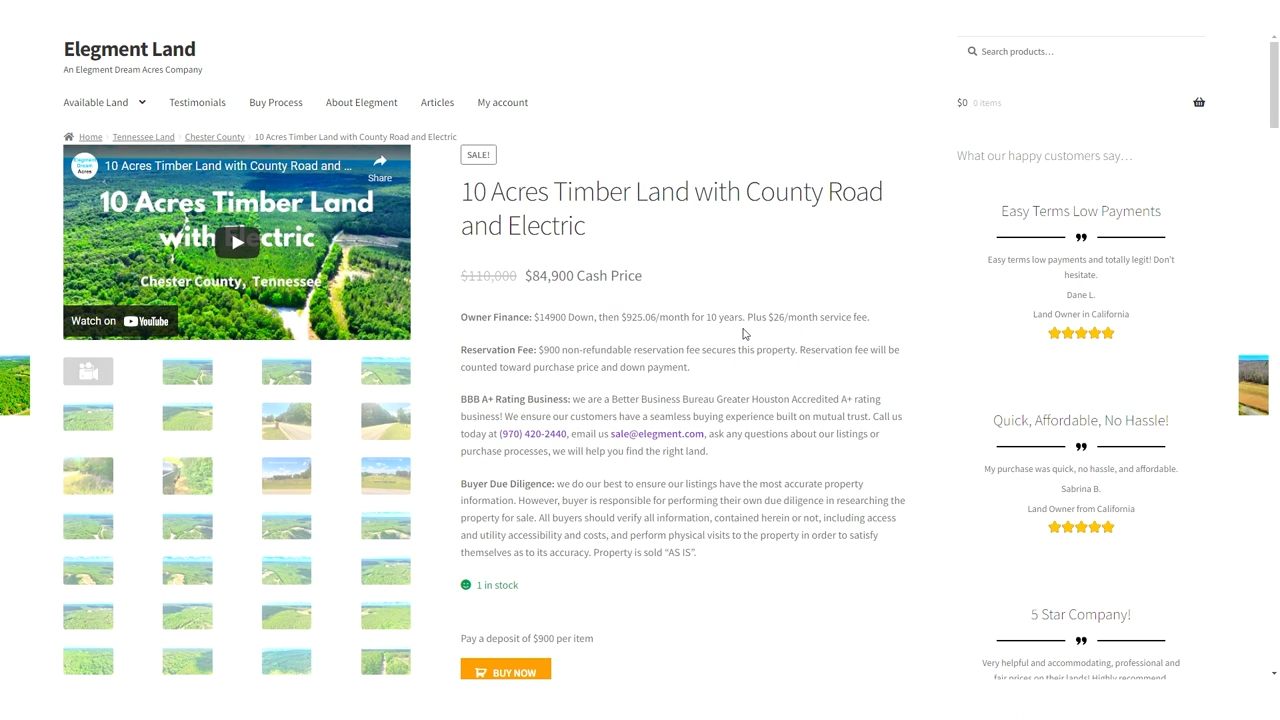 Elegment Land
An Elegment Dream Acres Company
Search products…
Available Land
Testimonials
Buy Process
About Elegment
Articles
My account
$0 0 items
Home
Tennessee Land
Chester County
10 Acres Timber Land with County Road and Electric
10 Acres Timber Land with County Road and ...
Share
Elegment
Dream
Acres
10 Acres Timber Land
with Electric
Chester County, Tennessee
Watch on YouTube
SALE!
10 Acres Timber Land with County Road
and Electric
$110,000 $84,900 Cash Price
Owner Finance: $14900 Down, then $925.06/month for 10 years. Plus $26/month service fee.
Reservation Fee: $900 non-refundable reservation fee secures this property. Reservation fee will be
counted toward purchase price and down payment.
BBB A+ Rating Business: we are a Better Business Bureau Greater Houston Accredited A+ rating
business! We ensure our customers have a seamless buying experience built on mutual trust. Call us
today at (970) 420-2440, email us sale@elegment.com, ask any questions about our listings or
purchase processes, we will help you find the right land.
Buyer Due Diligence: we do our best to ensure our listings have the most accurate property
information. However, buyer is responsible for performing their own due diligence in researching the
property for sale. All buyers should verify all information, contained herein or not, including access
and utility accessibility and costs, and perform physical visits to the property in order to satisfy
themselves as to its accuracy. Property is sold “AS IS”.
1 in stock
Pay a deposit of $900 per item
BUY NOW
What our happy customers say…
Easy Terms Low Payments
Easy terms low payments and totally legit! Don't
hesitate.
Dane L.
Land Owner in California
Quick, Affordable, No Hassle!
My purchase was quick, no hassle, and affordable.
Sabrina B.
Land Owner from California
5 Star Company!
Very helpful and accommodating, professional and
fair prices on their lands! Highly recommend